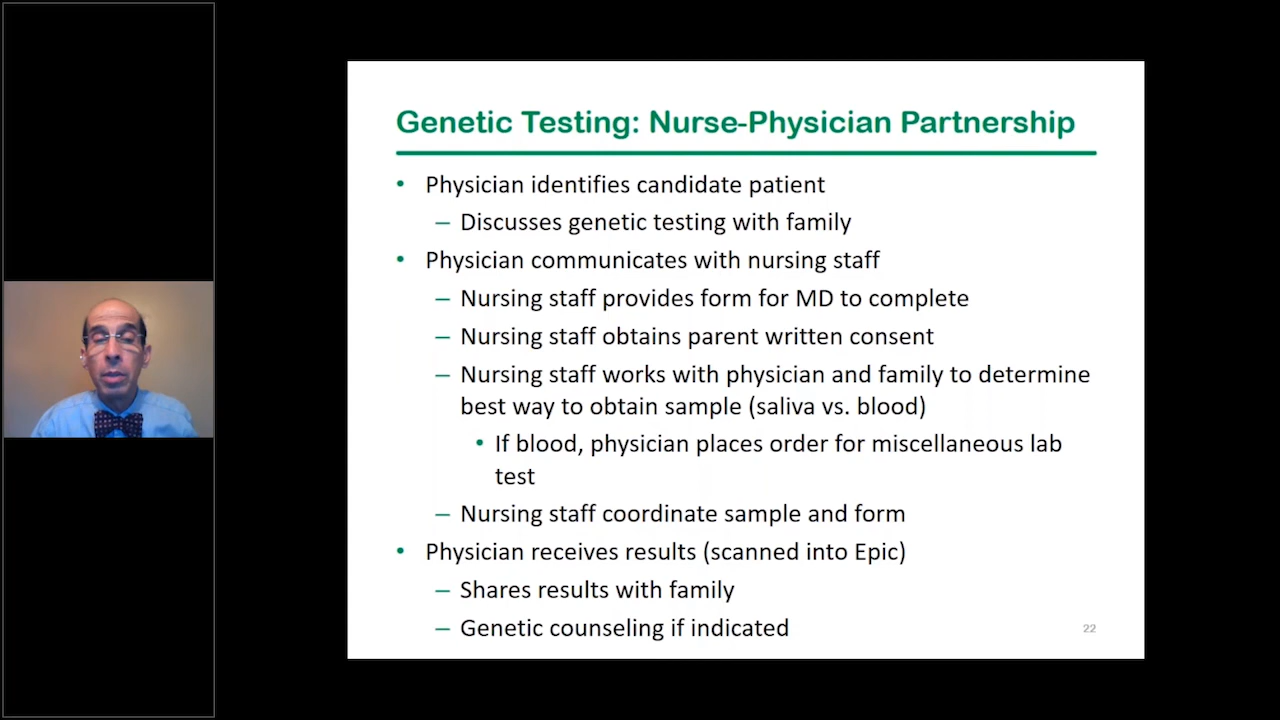 Genetic Testing: Nurse-Physician Partnership
• Physician identifies candidate patient
– Discusses genetic testing with family
• Physician communicates with nursing staff
– Nursing staff provides form for MD to complete
– Nursing staff obtains parent written consent
– Nursing staff works with physician and family to determine
best way to obtain sample (saliva vs. blood)
• If blood, physician places order for miscellaneous lab
test
– Nursing staff coordinate sample and form
• Physician receives results (scanned into Epic)
– Shares results with family
– Genetic counseling if indicated
22